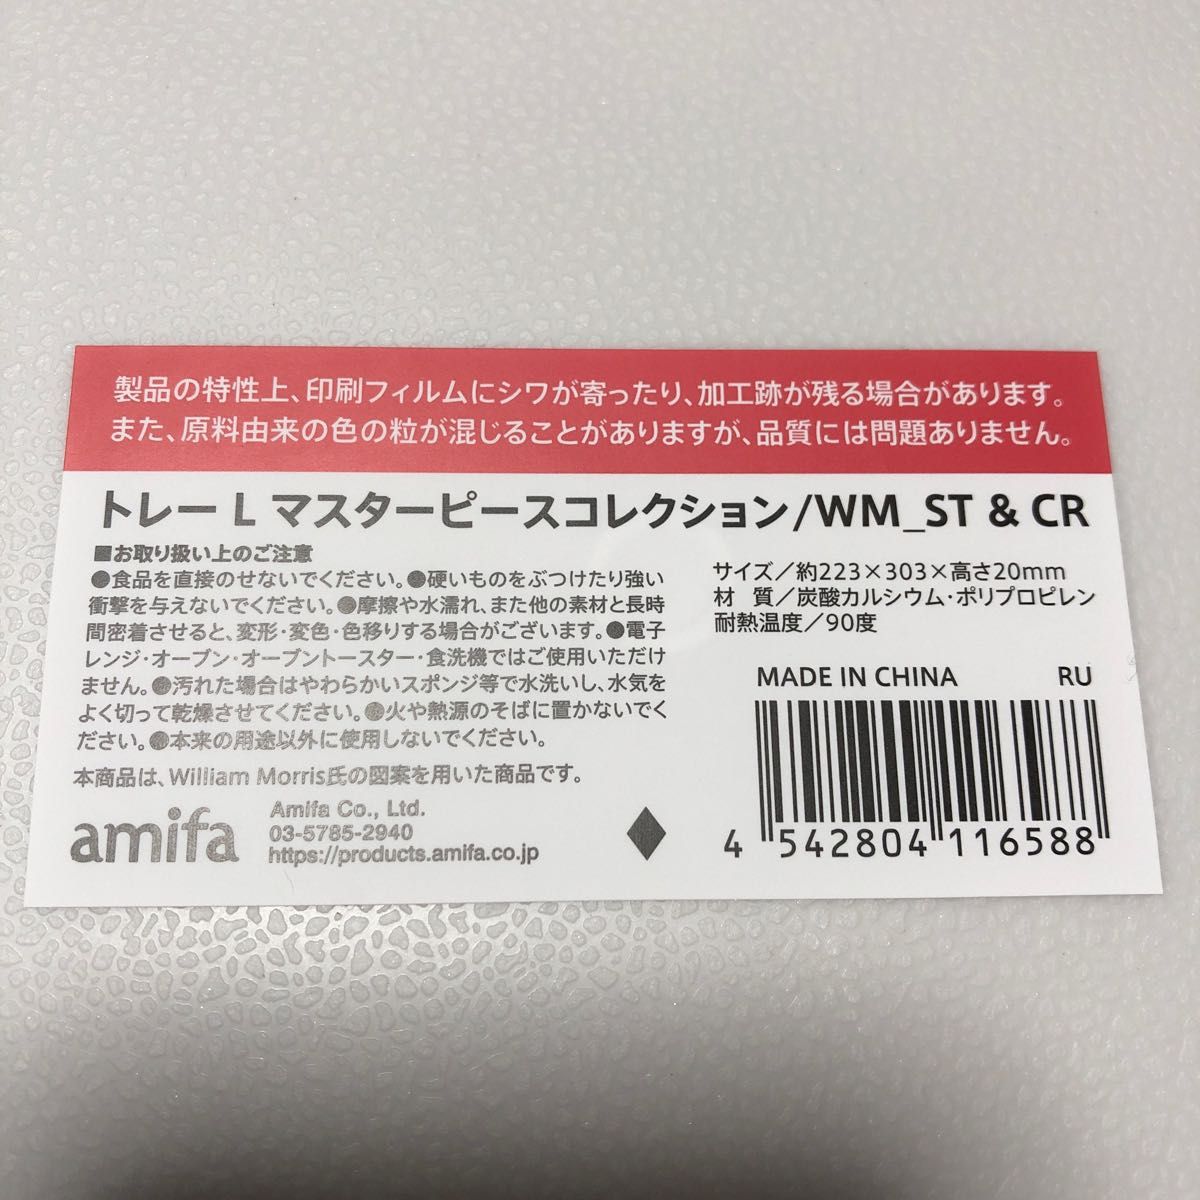 製品の特性上、印刷フィルムにシワが寄ったり、加工跡が残る場合があります。
また、原料由来の色の粒が混じることがありますが、品質には問題ありません。
トレー L マスターピースコレクション/WM_ST & CR
■お取り扱い上のご注意
●食品を直接のせないでください。●硬いものをぶつけたり強い
衝撃を与えないでください。●摩擦や水濡れ、また他の素材と長時
間密着させると、変形・変色・色移りする場合がございます。●電子
レンジ・オーブン・オーブントースター・食洗機ではご使用いただけ
ません。●汚れた場合はやわらかいスポンジ等で水洗いし、水気を
よく切って乾燥させてください。●火や熱源のそばに置かないでく
ださい。●本来の用途以外に使用しないでください。
本商品は、William Morris氏の図案を用いた商品です。
amifa
Amifa Co., Ltd.
03-5785-2940
https://products.amifa.co.jp
サイズ／約223×303×高さ20mm
材 質／炭酸カルシウム・ポリプロピレン
耐熱温度／90度
MADE IN CHINA RU
4 542804 116588